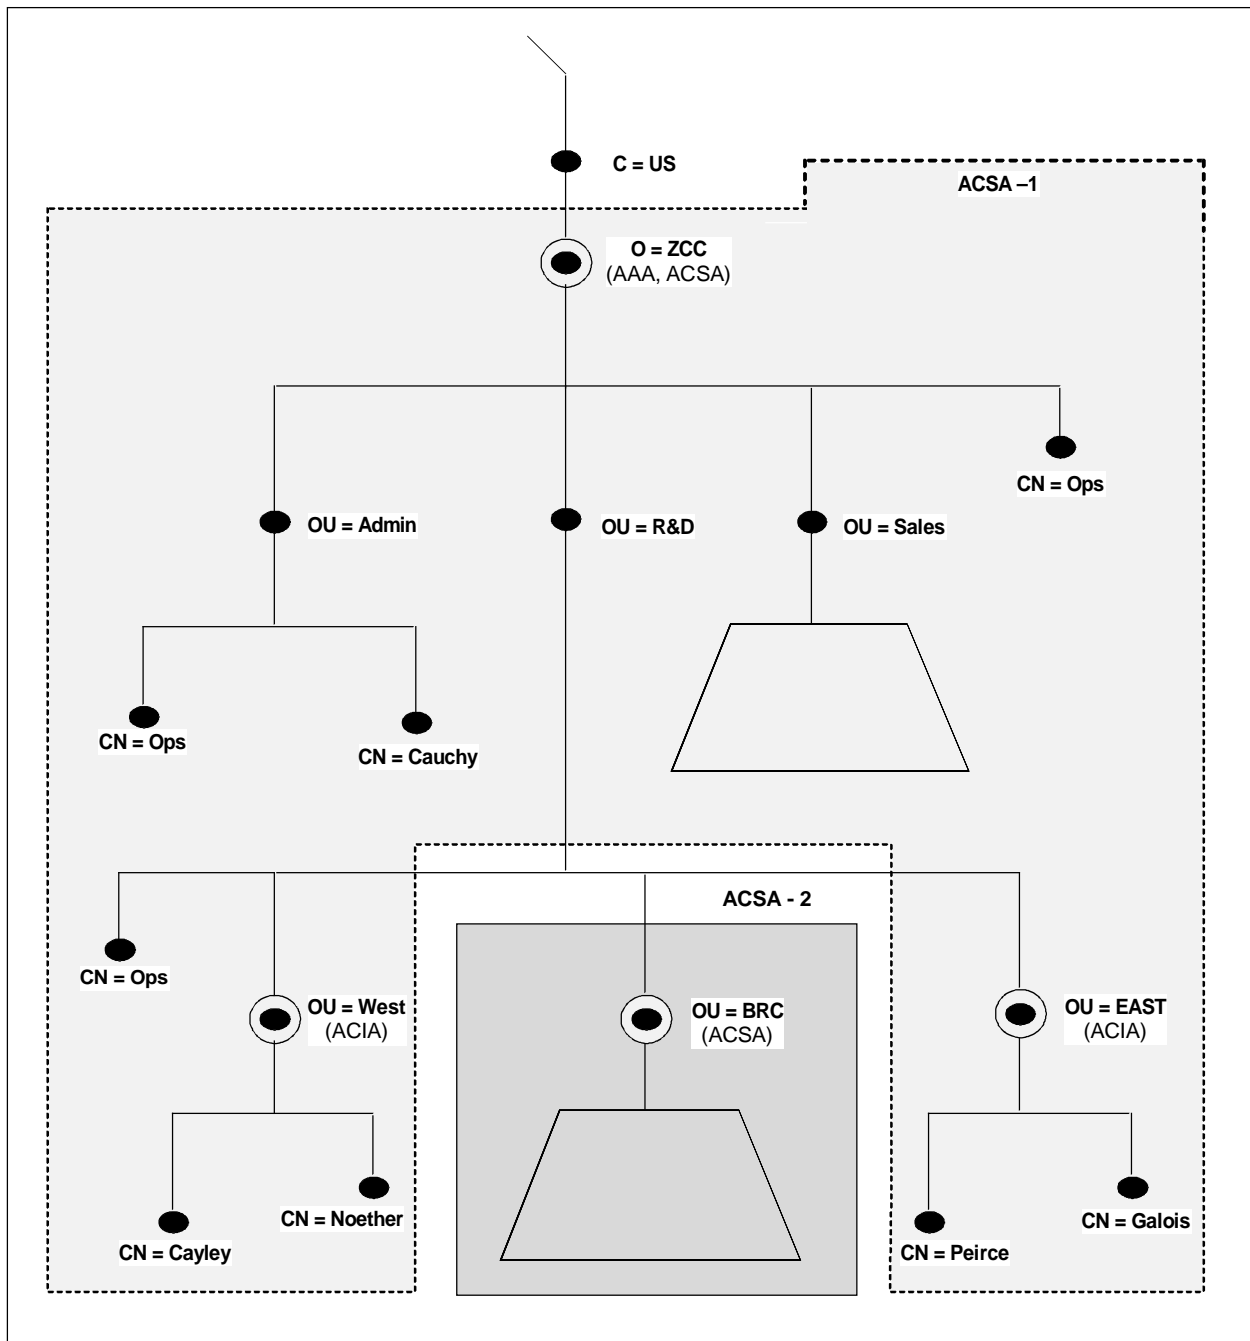 C = US
ACSA –1
O = ZCC
(AAA, ACSA)
CN = Ops
OU = Admin
OU = R&D
OU = Sales
CN = Ops
CN = Cauchy
ACSA - 2
CN = Ops
OU = West
(ACIA)
OU = BRC
(ACSA)
OU = EAST
(ACIA)
CN = Noether
CN = Cayley
CN = Galois
CN = Peirce